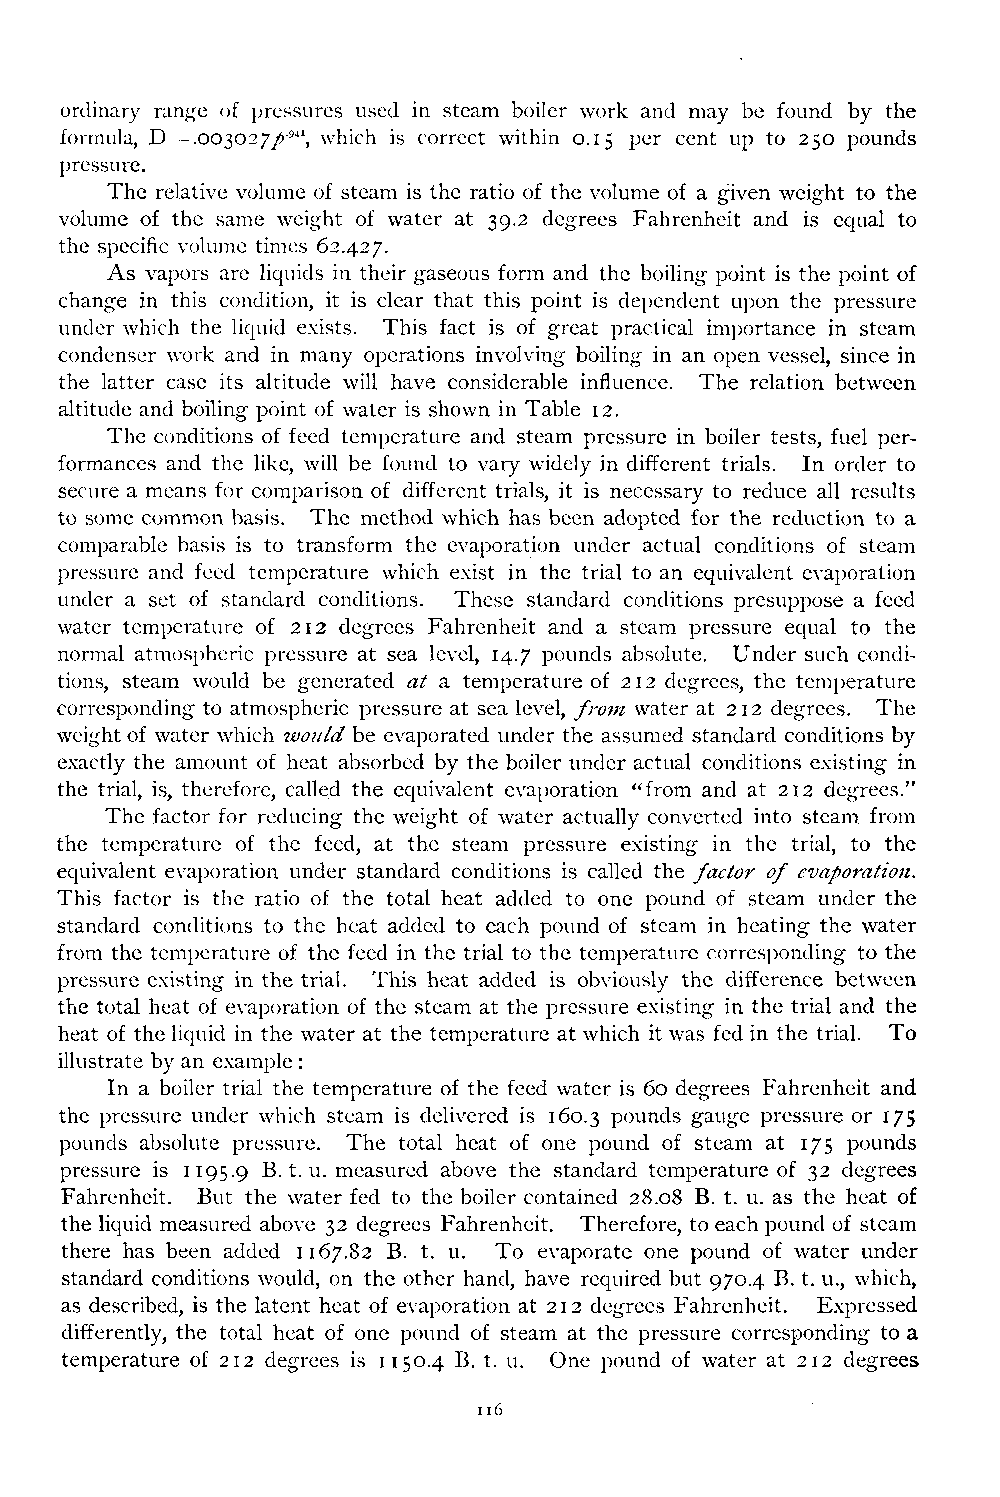 ordinary range of pressures used in steam boiler work and may be found by the
formula, D –.003027p.⁹⁴¹, which is correct within 0.15 per cent up to 250 pounds
pressure.
The relative volume of steam is the ratio of the volume of a given weight to the
volume of the same weight of water at 39.2 degrees Fahrenheit and is equal to
the specific volume times 62.427.
As vapors are liquids in their gaseous form and the boiling point is the point of
change in this condition, it is clear that this point is dependent upon the pressure
under which the liquid exists. This fact is of great practical importance in steam
condenser work and in many operations involving boiling in an open vessel, since in
the latter case its altitude will have considerable influence. The relation between
altitude and boiling point of water is shown in Table 12.
The conditions of feed temperature and steam pressure in boiler tests, fuel per-
formances and the like, will be found to vary widely in different trials. In order to
secure a means for comparison of different trials, it is necessary to reduce all results
to some common basis. The method which has been adopted for the reduction to a
comparable basis is to transform the evaporation under actual conditions of steam
pressure and feed temperature which exist in the trial to an equivalent evaporation
under a set of standard conditions. These standard conditions presuppose a feed
water temperature of 212 degrees Fahrenheit and a steam pressure equal to the
normal atmospheric pressure at sea level, 14.7 pounds absolute. Under such condi-
tions, steam would be generated at a temperature of 212 degrees, the temperature
corresponding to atmospheric pressure at sea level, from water at 212 degrees. The
weight of water which would be evaporated under the assumed standard conditions by
exactly the amount of heat absorbed by the boiler under actual conditions existing in
the trial, is, therefore, called the equivalent evaporation “from and at 212 degrees.”
The factor for reducing the weight of water actually converted into steam from
the temperature of the feed, at the steam pressure existing in the trial, to the
equivalent evaporation under standard conditions is called the factor of evaporation.
This factor is the ratio of the total heat added to one pound of steam under the
standard conditions to the heat added to each pound of steam in heating the water
from the temperature of the feed in the trial to the temperature corresponding to the
pressure existing in the trial. This heat added is obviously the difference between
the total heat of evaporation of the steam at the pressure existing in the trial and the
heat of the liquid in the water at the temperature at which it was fed in the trial. To
illustrate by an example:
In a boiler trial the temperature of the feed water is 60 degrees Fahrenheit and
the pressure under which steam is delivered is 160.3 pounds gauge pressure or 175
pounds absolute pressure. The total heat of one pound of steam at 175 pounds
pressure is 1195.9 B. t. u. measured above the standard temperature of 32 degrees
Fahrenheit. But the water fed to the boiler contained 28.08 B. t. u. as the heat of
the liquid measured above 32 degrees Fahrenheit. Therefore, to each pound of steam
there has been added 1167.82 B. t. u. To evaporate one pound of water under
standard conditions would, on the other hand, have required but 970.4 B. t. u., which,
as described, is the latent heat of evaporation at 212 degrees Fahrenheit. Expressed
differently, the total heat of one pound of steam at the pressure corresponding to a
temperature of 212 degrees is 1150.4 B. t. u. One pound of water at 212 degrees
116